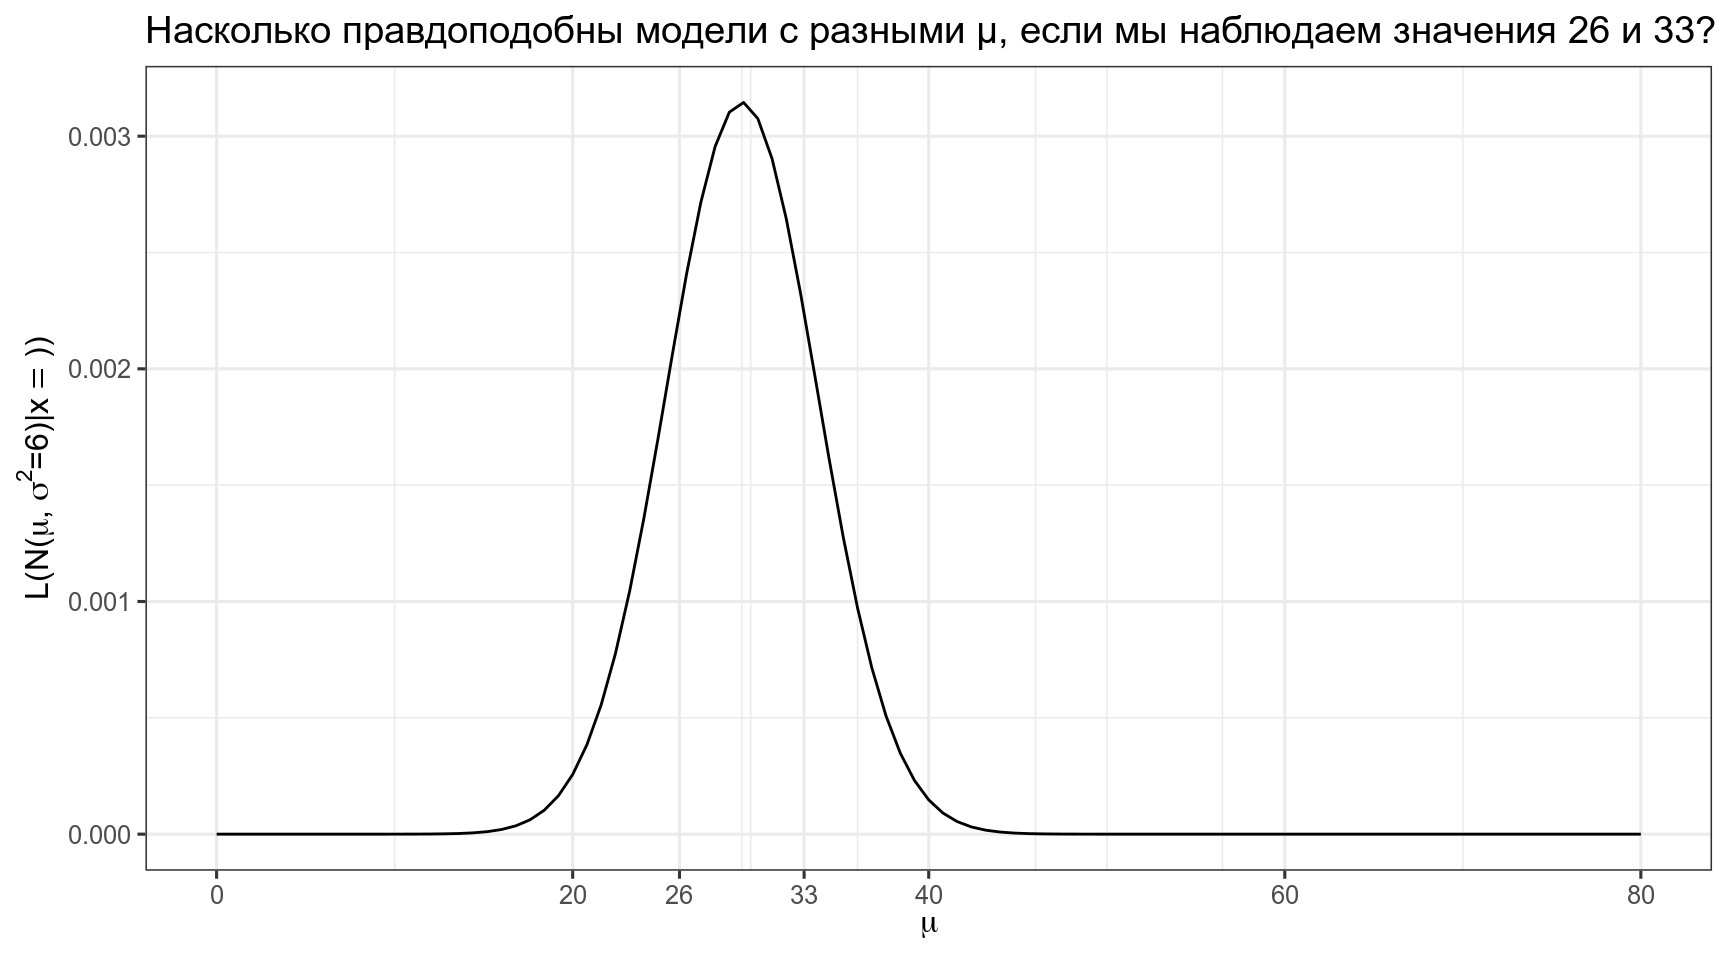 Насколько правдоподобны модели с разными μ, если мы наблюдаем значения 26 и 33?
L(N(μ, σ²=6)|x = ))
0.003
0.002
0.001
0.000
0 20 26 33 40 60 80
μ